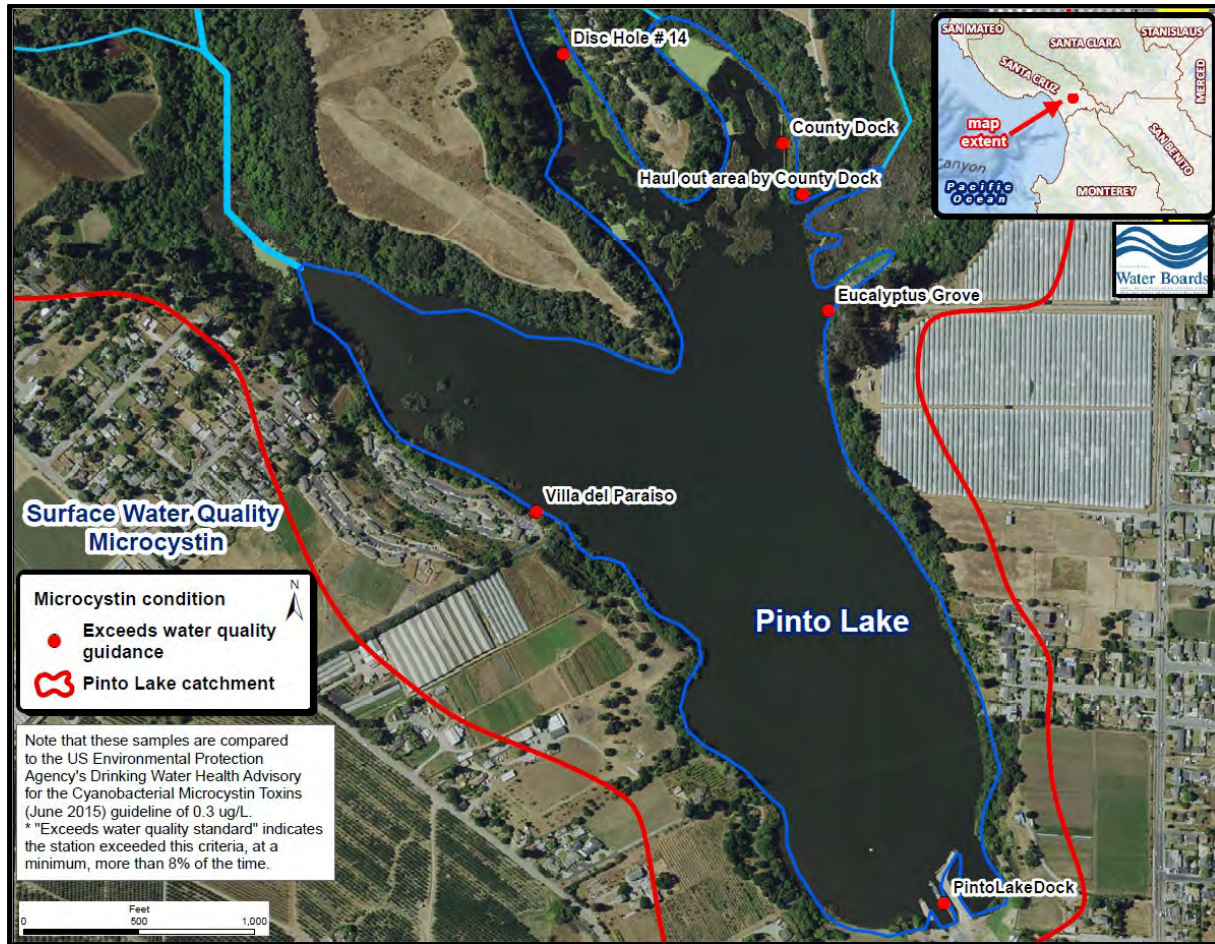 Disc Hole # 14
County Dock
Haul out area by County Dock
Eucalyptus Grove
Villa del Paraiso
Pinto Lake
PintoLakeDock
SAN MATEO
SANTA CLARA
STANISLAUS
SANTA CRUZ
MERCED
map
extent
SAN BENITO
Canyon
Pacific
Ocean
MONTEREY
Water Boards
Surface Water Quality
Microcystin
Microcystin condition
N
Exceeds water quality
guidance
Pinto Lake catchment
Note that these samples are compared
to the US Environmental Protection
Agency's Drinking Water Health Advisory
for the Cyanobacterial Microcystin Toxins
(June 2015) guideline of 0.3 ug/L.
* "Exceeds water quality standard" indicates
the station exceeded this criteria, at a
minimum, more than 8% of the time.
Feet
0 500 1,000